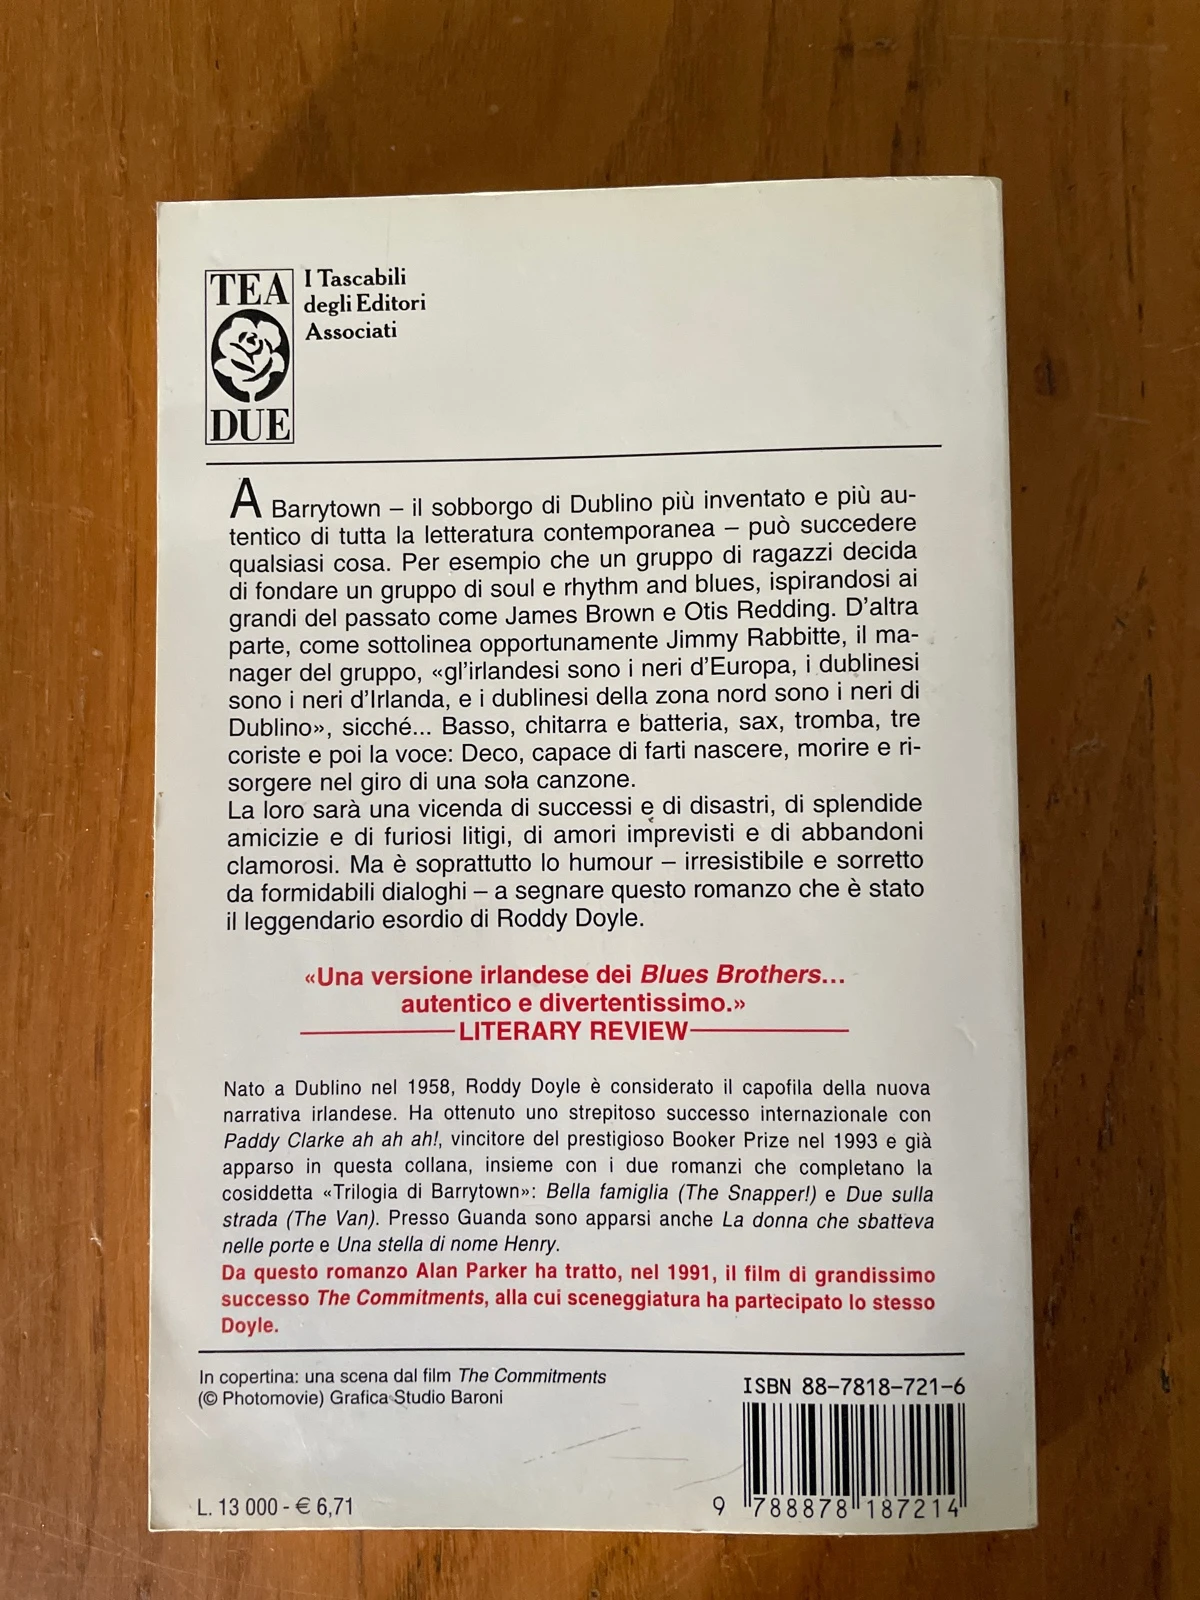 TEA
DUE
I Tascabili
degli Editori
Associati
A Barrytown – il sobborgo di Dublino più inventato e più au-
tentico di tutta la letteratura contemporanea – può succedere
qualsiasi cosa. Per esempio che un gruppo di ragazzi decida
di fondare un gruppo di soul e rhythm and blues, ispirandosi ai
grandi del passato come James Brown e Otis Redding. D'altra
parte, come sottolinea opportunamente Jimmy Rabbitte, il ma-
nager del gruppo, «gl'irlandesi sono i neri d'Europa, i dublinesi
sono i neri d'Irlanda, e i dublinesi della zona nord sono i neri di
Dublino», sicché... Basso, chitarra e batteria, sax, tromba, tre
coriste e poi la voce: Deco, capace di farti nascere, morire e ri-
sorgere nel giro di una sola canzone.
La loro sarà una vicenda di successi e di disastri, di splendide
amicizie e di furiosi litigi, di amori imprevisti e di abbandoni
clamorosi. Ma è soprattutto lo humour – irresistibile e sorretto
da formidabili dialoghi – a segnare questo romanzo che è stato
il leggendario esordio di Roddy Doyle.
«Una versione irlandese dei Blues Brothers...
autentico e divertentissimo.»
LITERARY REVIEW
Nato a Dublino nel 1958, Roddy Doyle è considerato il capofila della nuova
narrativa irlandese. Ha ottenuto uno strepitoso successo internazionale con
Paddy Clarke ah ah ah!, vincitore del prestigioso Booker Prize nel 1993 e già
apparso in questa collana, insieme con i due romanzi che completano la
cosiddetta «Trilogia di Barrytown»: Bella famiglia (The Snapper!) e Due sulla
strada (The Van). Presso Guanda sono apparsi anche La donna che sbatteva
nelle porte e Una stella di nome Henry.
Da questo romanzo Alan Parker ha tratto, nel 1991, il film di grandissimo
successo The Commitments, alla cui sceneggiatura ha partecipato lo stesso
Doyle.
In copertina: una scena dal film The Commitments
(© Photomovie) Grafica Studio Baroni
ISBN 88-7818-721-6
L. 13 000 - € 6,71
9 788878 187214